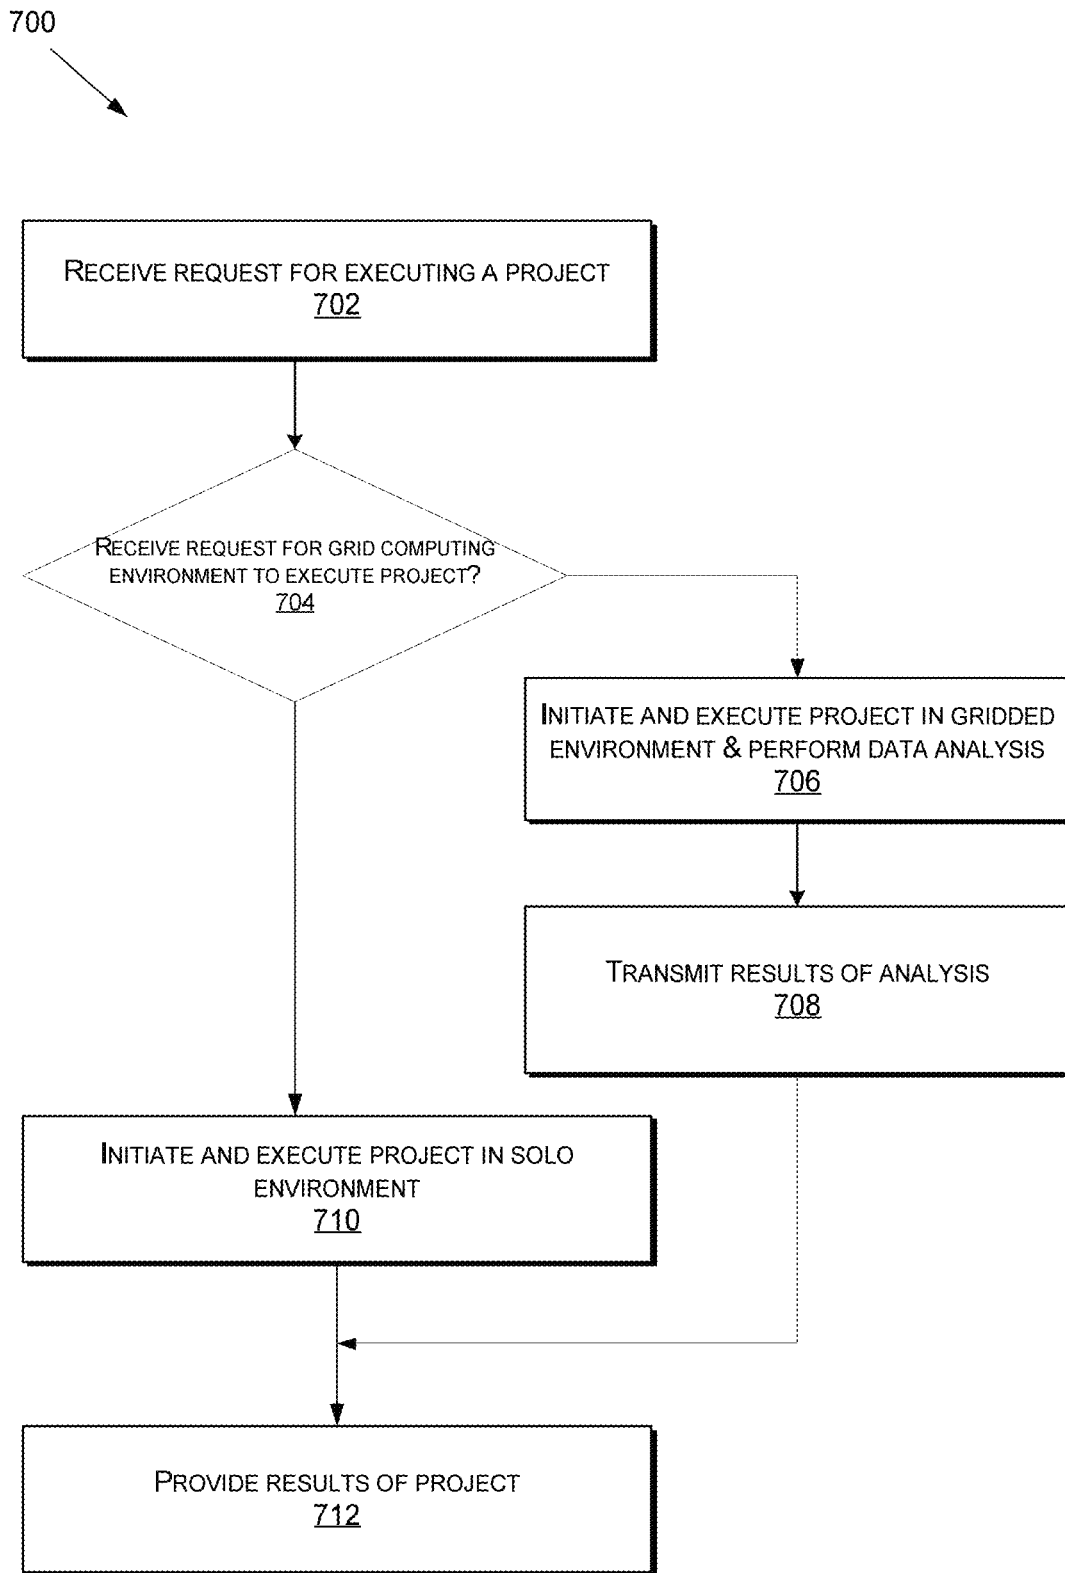 700
RECEIVE REQUEST FOR EXECUTING A PROJECT
702
RECEIVE REQUEST FOR GRID COMPUTING
ENVIRONMENT TO EXECUTE PROJECT?
704
INITIATE AND EXECUTE PROJECT IN GRIDDED
ENVIRONMENT & PERFORM DATA ANALYSIS
706
TRANSMIT RESULTS OF ANALYSIS
708
INITIATE AND EXECUTE PROJECT IN SOLO
ENVIRONMENT
710
PROVIDE RESULTS OF PROJECT
712